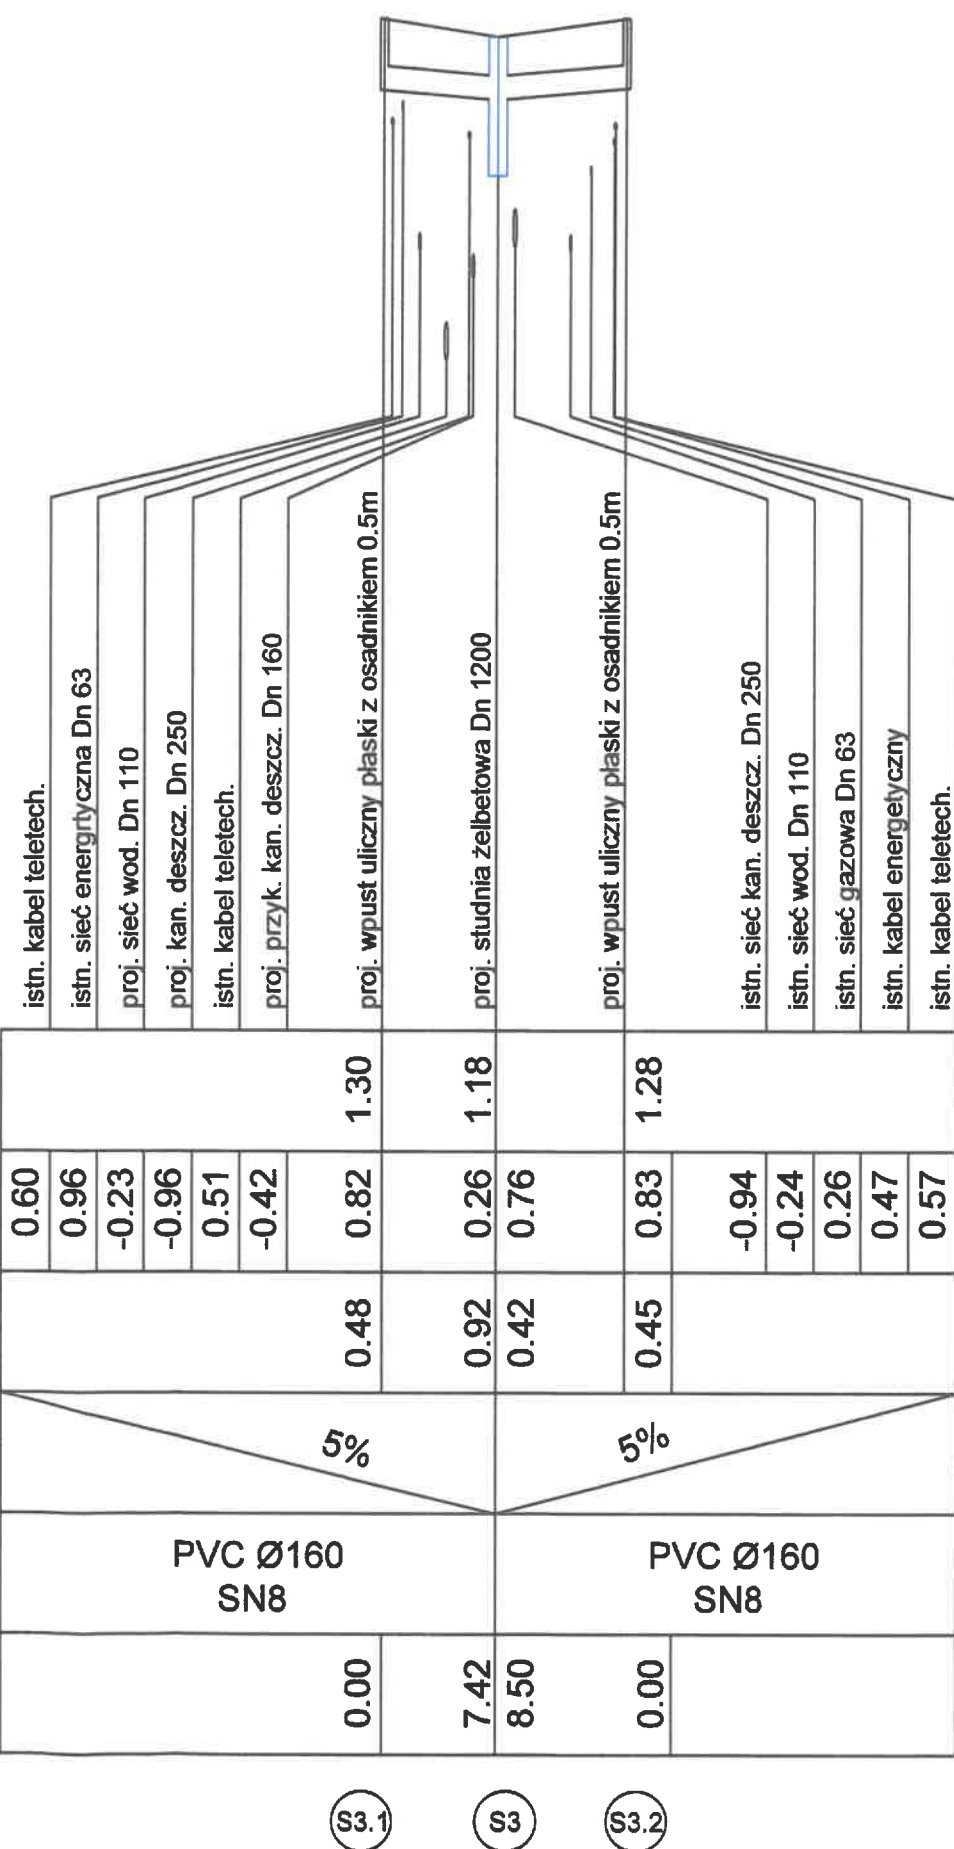 istn. kabel teletech.
istn. sieć energrtyczna Dn 63
proj. sieć wod. Dn 110
proj. kan. deszcz. Dn 250
istn. kabel teletech.
proj. przyk. kan. deszcz. Dn 160
proj. wpust uliczny płaski z osadnikiem 0.5m
proj. studnia żelbetowa Dn 1200
proj. wpust uliczny płaski z osadnikiem 0.5m
istn. sieć kan. deszcz. Dn 250
istn. sieć wod. Dn 110
istn. sieć gazowa Dn 63
istn. kabel energetyczny
istn. kabel teletech.
1.30
1.18
1.28
0.60
0.96
-0.23
-0.96
0.51
-0.42
0.82
0.26
0.76
0.83
-0.94
-0.24
0.26
0.47
0.57
0.48
0.92
0.42
0.45
5%
5%
PVC Ø160
SN8
PVC Ø160
SN8
0.00
7.42
8.50
0.00
S3.1
S3
S3.2